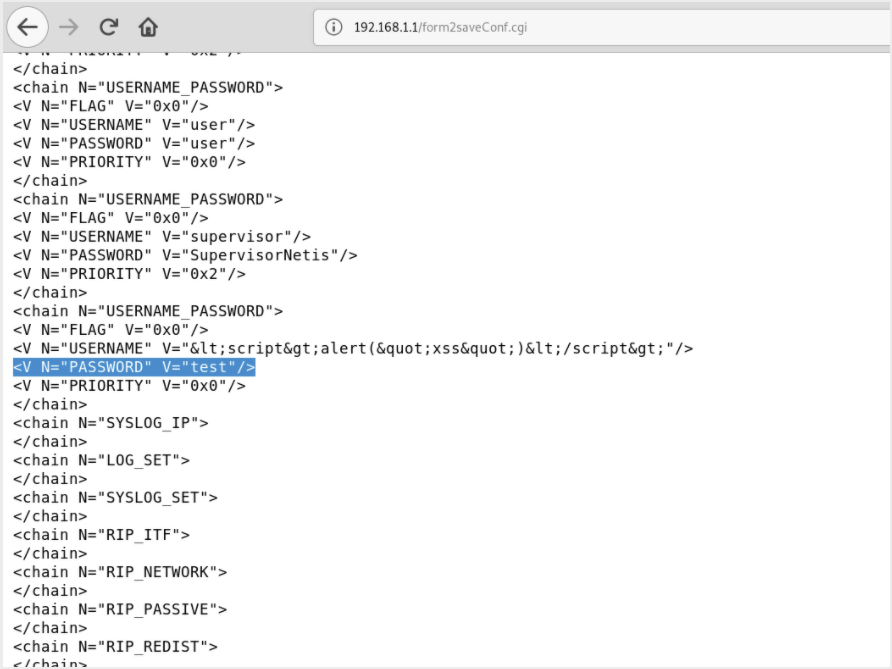 192.168.1.1/form2saveConf.cgi
</chain>
<chain N="USERNAME_PASSWORD">
<V N="FLAG" V="0x0"/>
<V N="USERNAME" V="user"/>
<V N="PASSWORD" V="user"/>
<V N="PRIORITY" V="0x0"/>
</chain>
<chain N="USERNAME_PASSWORD">
<V N="FLAG" V="0x0"/>
<V N="USERNAME" V="supervisor"/>
<V N="PASSWORD" V="SupervisorNetis"/>
<V N="PRIORITY" V="0x2"/>
</chain>
<chain N="USERNAME_PASSWORD">
<V N="FLAG" V="0x0"/>
<V N="USERNAME" V="&lt;script&gt;alert(&quot;xss&quot;)&lt;/script&gt;"/>
<V N="PASSWORD" V="test"/>
<V N="PRIORITY" V="0x0"/>
</chain>
<chain N="SYSLOG_IP">
</chain>
<chain N="LOG_SET">
</chain>
<chain N="SYSLOG_SET">
</chain>
<chain N="RIP_ITF">
</chain>
<chain N="RIP_NETWORK">
</chain>
<chain N="RIP_PASSIVE">
</chain>
<chain N="RIP_REDIST">
</chain>